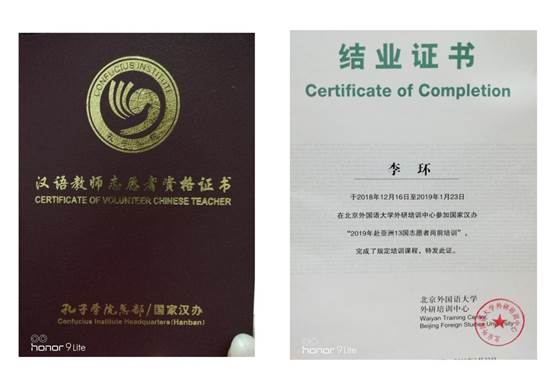 CONFUCIUS INSTITUTE
孔子学院
汉语教师志愿者资格证书
CERTIFICATE OF VOLUNTEER CHINESE TEACHER
孔子学院总部/国家汉办
Confucius Institute Headquarters(Hanban)
honor 9 Lite
结业证书
Certificate of Completion
李 环
于2018年12月16日至2019年1月23日
在北京外国语大学外研培训中心参加国家汉办
“2019年赴亚洲13国志愿者岗前培训”，
完成了规定培训课程，特发此证。
北京外国语大学
外研培训中心
Waiyan Training Center
Beijing Foreign Studies University
honor 9 Lite